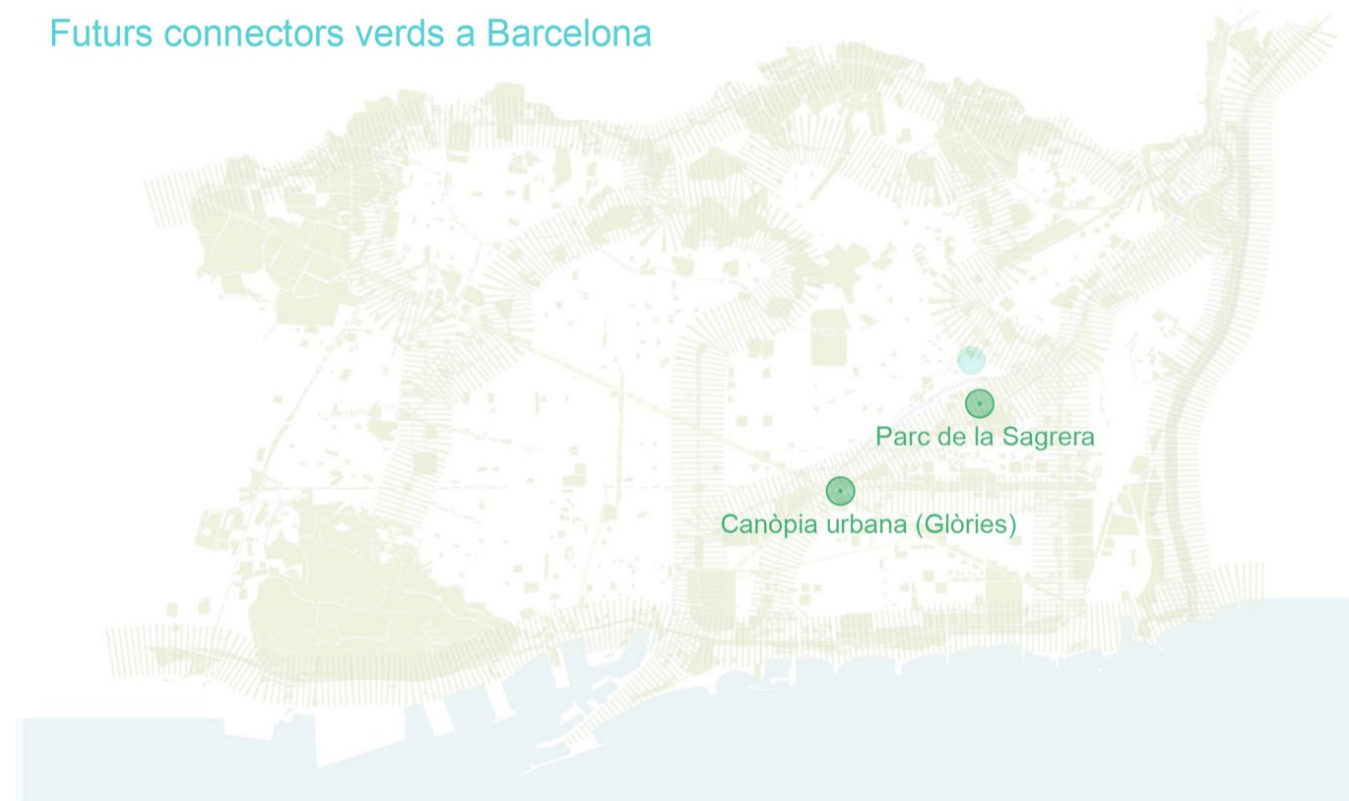 Futurs connectors verds a Barcelona
Parc de la Sagrera
Canòpia urbana (Glòries)